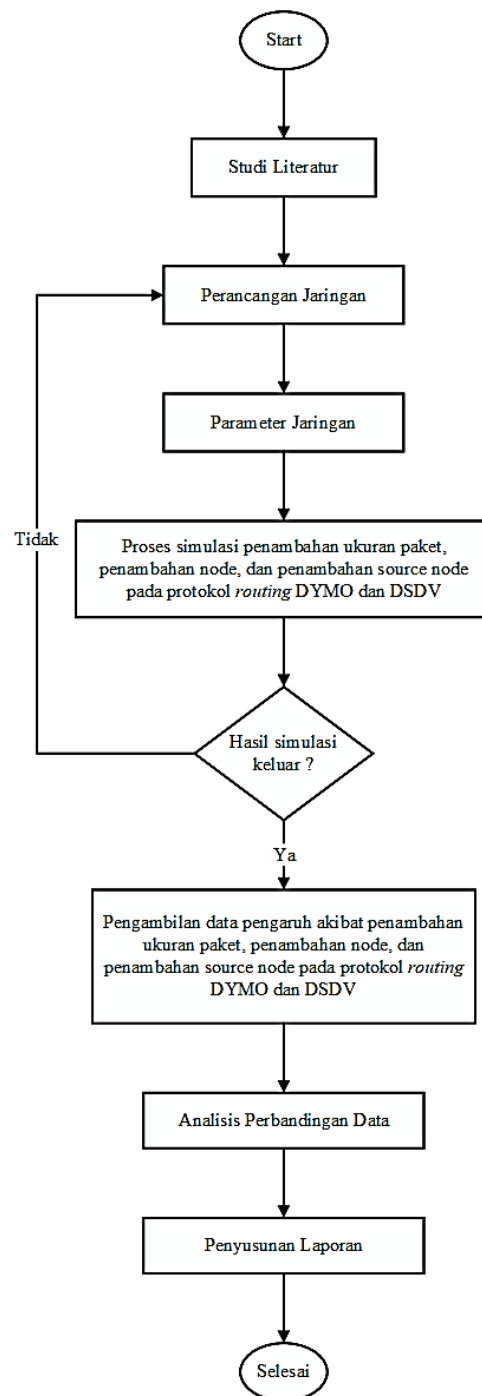 Start
Studi Literatur
Perancangan Jaringan
Parameter Jaringan
Tidak
Proses simulasi penambahan ukuran paket,
penambahan node, dan penambahan source node
pada protokol routing DYMO dan DSDV
Hasil simulasi
keluar ?
Ya
Pengambilan data pengaruh akibat penambahan
ukuran paket, penambahan node, dan
penambahan source node pada protokol routing
DYMO dan DSDV
Analisis Perbandingan Data
Penyusunan Laporan
Selesai